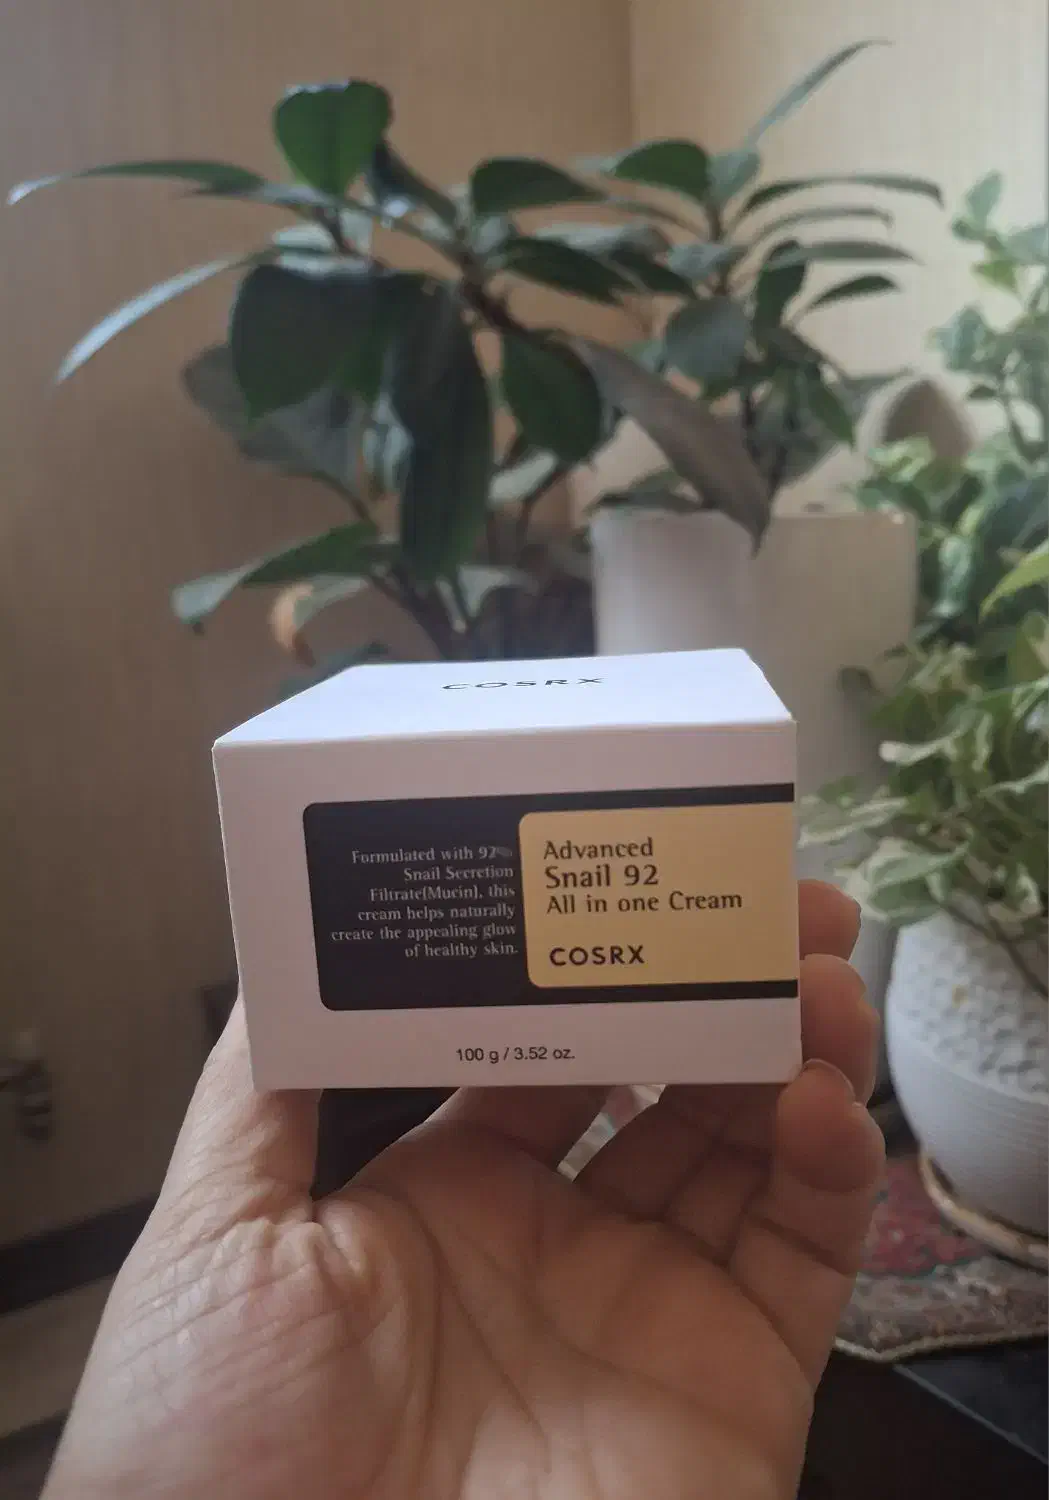 COSRX
Formulated with 92%
Snail Secretion
Filtrate(Mucin), this
cream helps naturally
create the appealing glow
of healthy skin.
Advanced
Snail 92
All in one Cream
COSRX
100 g / 3.52 oz.